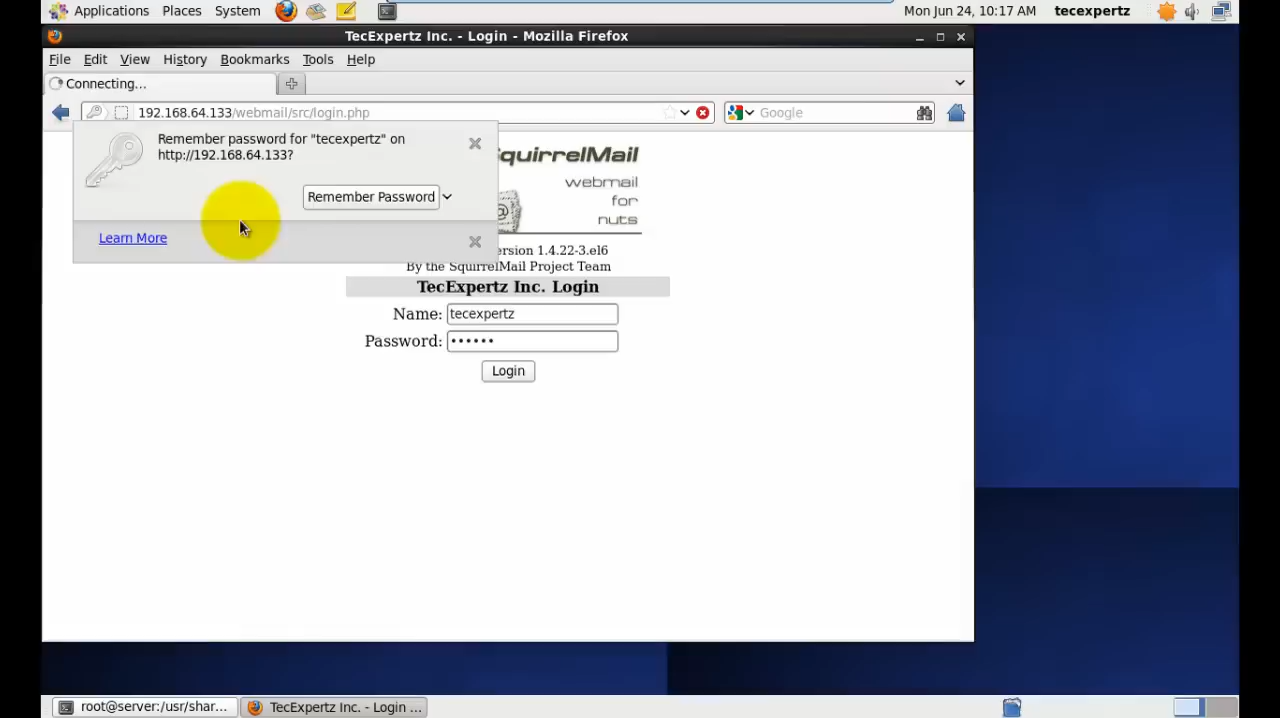 Applications Places System Mon Jun 24, 10:17 AM tecexpertz
TecExpertz Inc. - Login - Mozilla Firefox
File Edit View History Bookmarks Tools Help
Connecting...
192.168.64.133/webmail/src/login.php Google
Remember password for "tecexpertz" on
http://192.168.64.133?
Remember Password
Learn More
quirrelMail
webmail
for
nuts
@
ersion 1.4.22-3.el6
By the SquirrelMail Project Team
TecExpertz Inc. Login
Name: tecexpertz
Password: ••••••
Login
root@server:/usr/shar... TecExpertz Inc. - Login ...